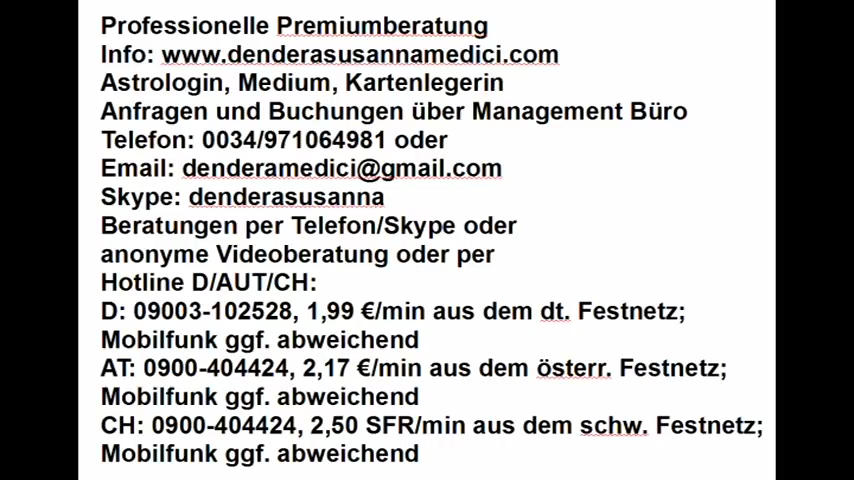 Professionelle Premiumberatung
Info: www.denderasusannamedici.com
Astrologin, Medium, Kartenlegerin
Anfragen und Buchungen über Management Büro
Telefon: 0034/971064981 oder
Email: denderamedici@gmail.com
Skype: denderasusanna
Beratungen per Telefon/Skype oder
anonyme Videoberatung oder per
Hotline D/AUT/CH:
D: 09003-102528, 1,99 €/min aus dem dt. Festnetz;
Mobilfunk ggf. abweichend
AT: 0900-404424, 2,17 €/min aus dem österr. Festnetz;
Mobilfunk ggf. abweichend
CH: 0900-404424, 2,50 SFR/min aus dem schw. Festnetz;
Mobilfunk ggf. abweichend